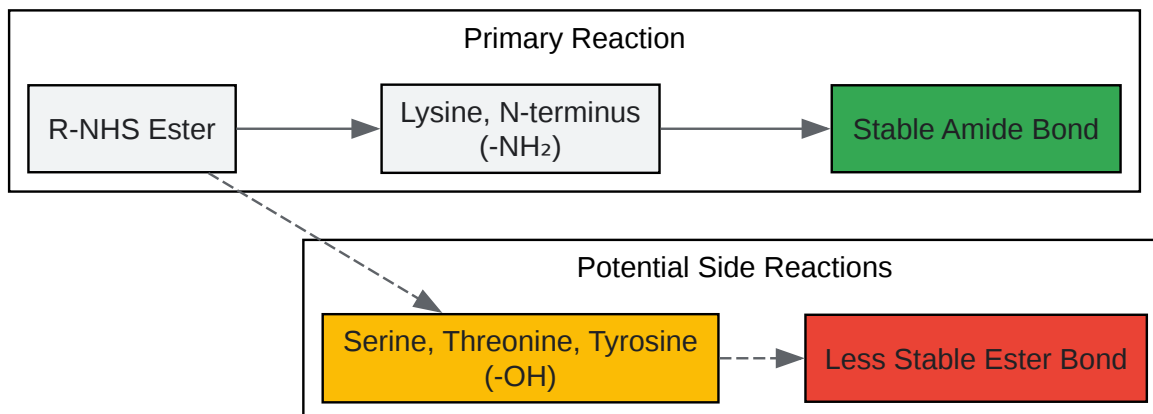 Primary Reaction
R-NHS Ester
Lysine, N-terminus
(-NH₂)
Stable Amide Bond
Potential Side Reactions
Serine, Threonine, Tyrosine
(-OH)
Less Stable Ester Bond